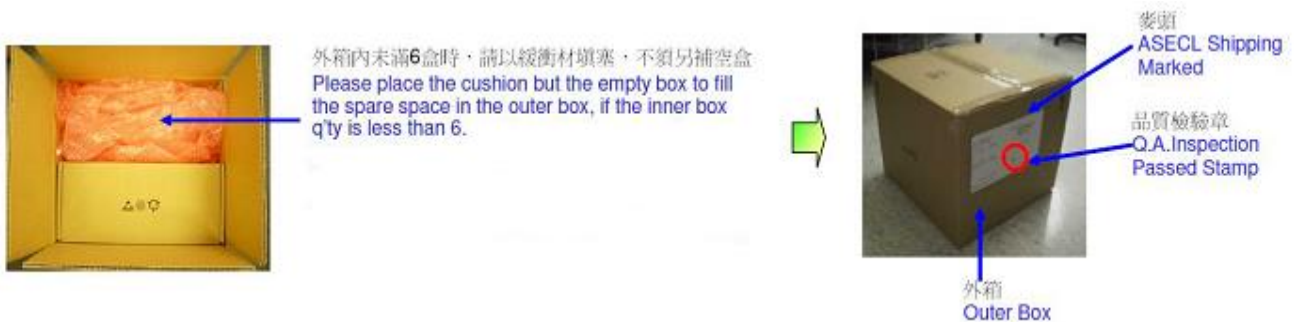 外箱內未滿6盒時，請以緩衝材填塞，不須另補空盒
Please place the cushion but the empty box to fill
the spare space in the outer box, if the inner box
q'ty is less than 6.
麥頭
ASECL Shipping
Marked
品質檢驗章
Q.A.Inspection
Passed Stamp
外箱
Outer Box